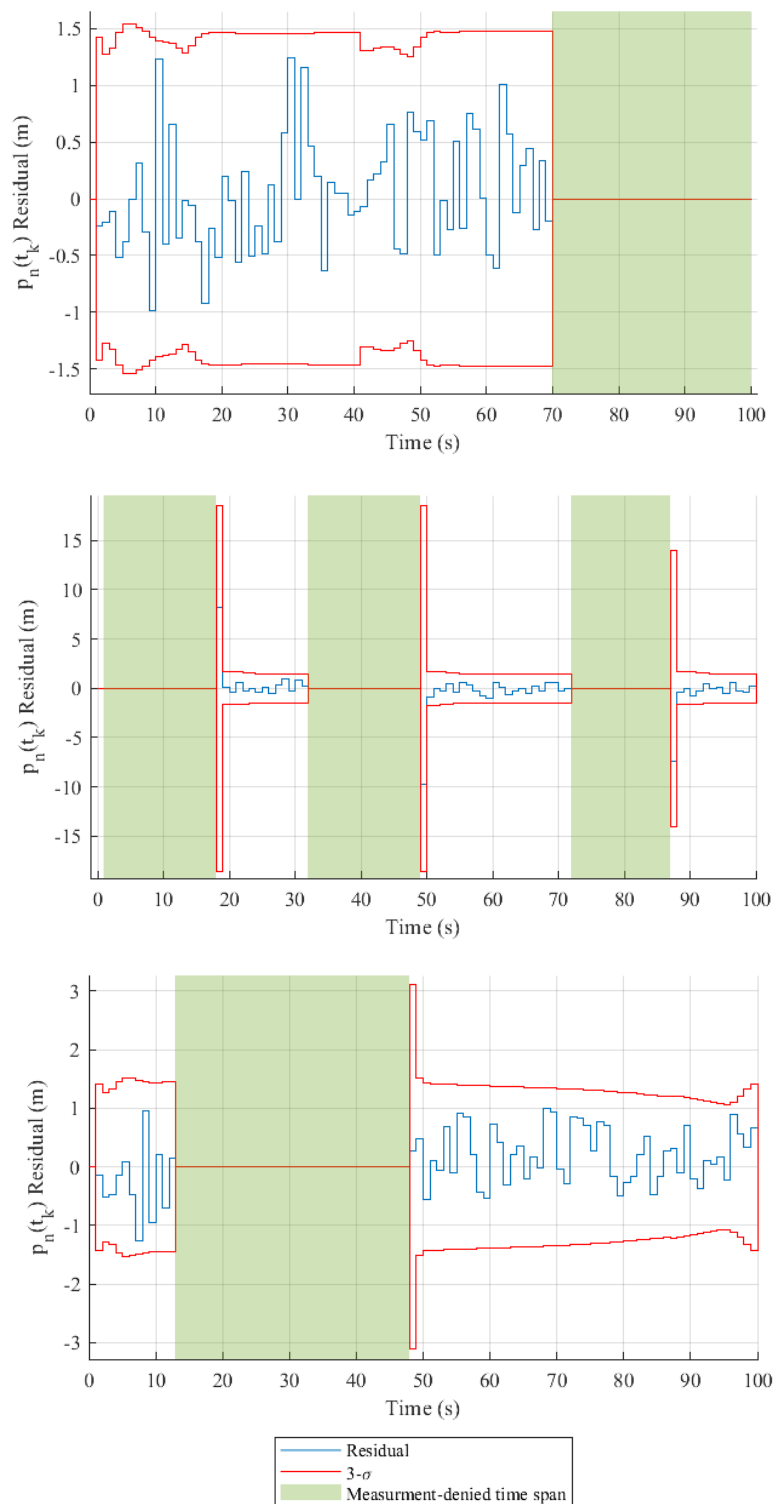 1.5
1
0.5
0
-0.5
-1
-1.5
p_n(t_k) Residual (m)
0 10 20 30 40 50 60 70 80 90 100
Time (s)
15
10
5
0
-5
-10
-15
p_n(t_k) Residual (m)
0 10 20 30 40 50 60 70 80 90 100
Time (s)
3
2
1
0
-1
-2
-3
p_n(t_k) Residual (m)
0 10 20 30 40 50 60 70 80 90 100
Time (s)
Residual
3-σ
Measurment-denied time span